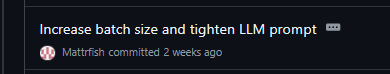 Increase batch size and tighten LLM prompt
Mattrfish committed 2 weeks ago